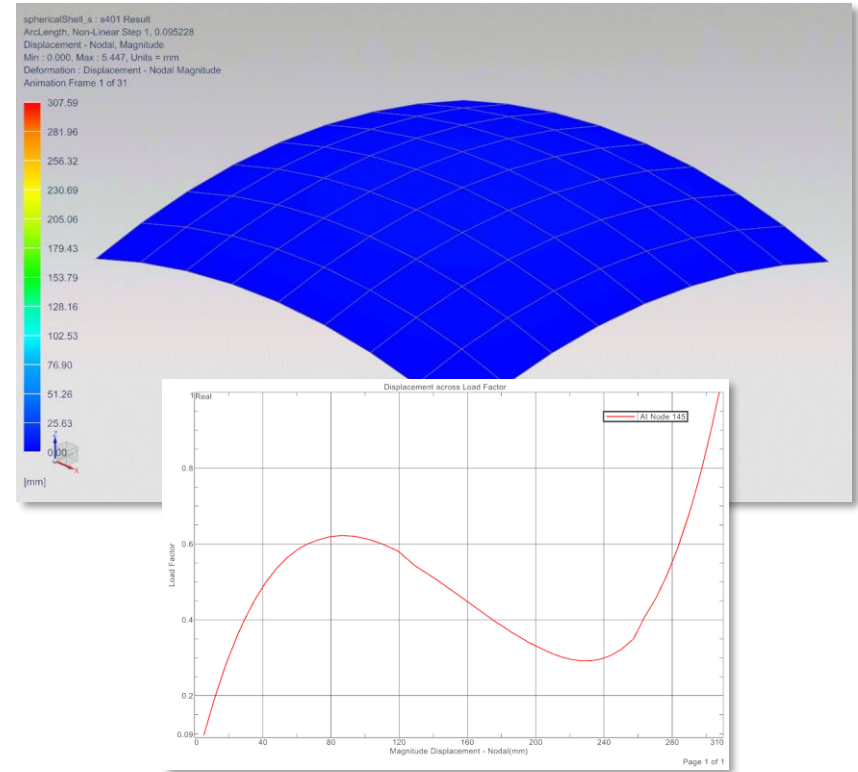 sphericalShell_s : s401 Result
ArcLength, Non-Linear Step 1, 0.095228
Displacement - Nodal, Magnitude
Min : 0.000, Max : 5.447, Units = mm
Deformation : Displacement - Nodal Magnitude
Animation Frame 1 of 31
307.59
281.96
256.32
230.69
205.06
179.43
153.79
128.16
102.53
76.90
51.26
25.63
0.00
Z
X
[mm]
Displacement across Load Factor
1 Real
At Node 145
0.8
0.6
0.4
0.2
0.09
Load Factor
0 40 80 120 160 200 240 280 310
Magnitude Displacement - Nodal(mm)
Page 1 of 1